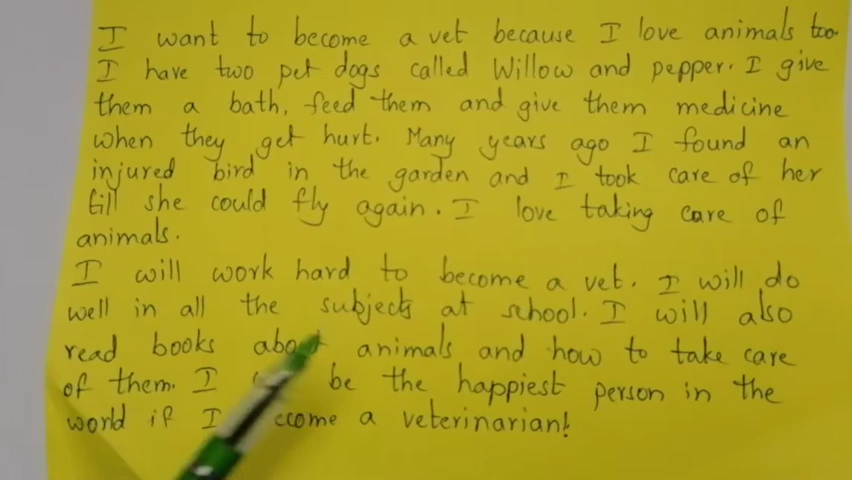 I want to become a vet because I love animals too.
I have two pet dogs called Willow and pepper. I give
them a bath, feed them and give them medicine
when they get hurt. Many years ago I found an
injured bird in the garden and I took care of her
till she could fly again. I love taking care of
animals.
I will work hard to become a vet. I will do
well in all the subjects at school. I will also
read books about animals and how to take care
of them. I be the happiest person in the
world if I a veterinarian!